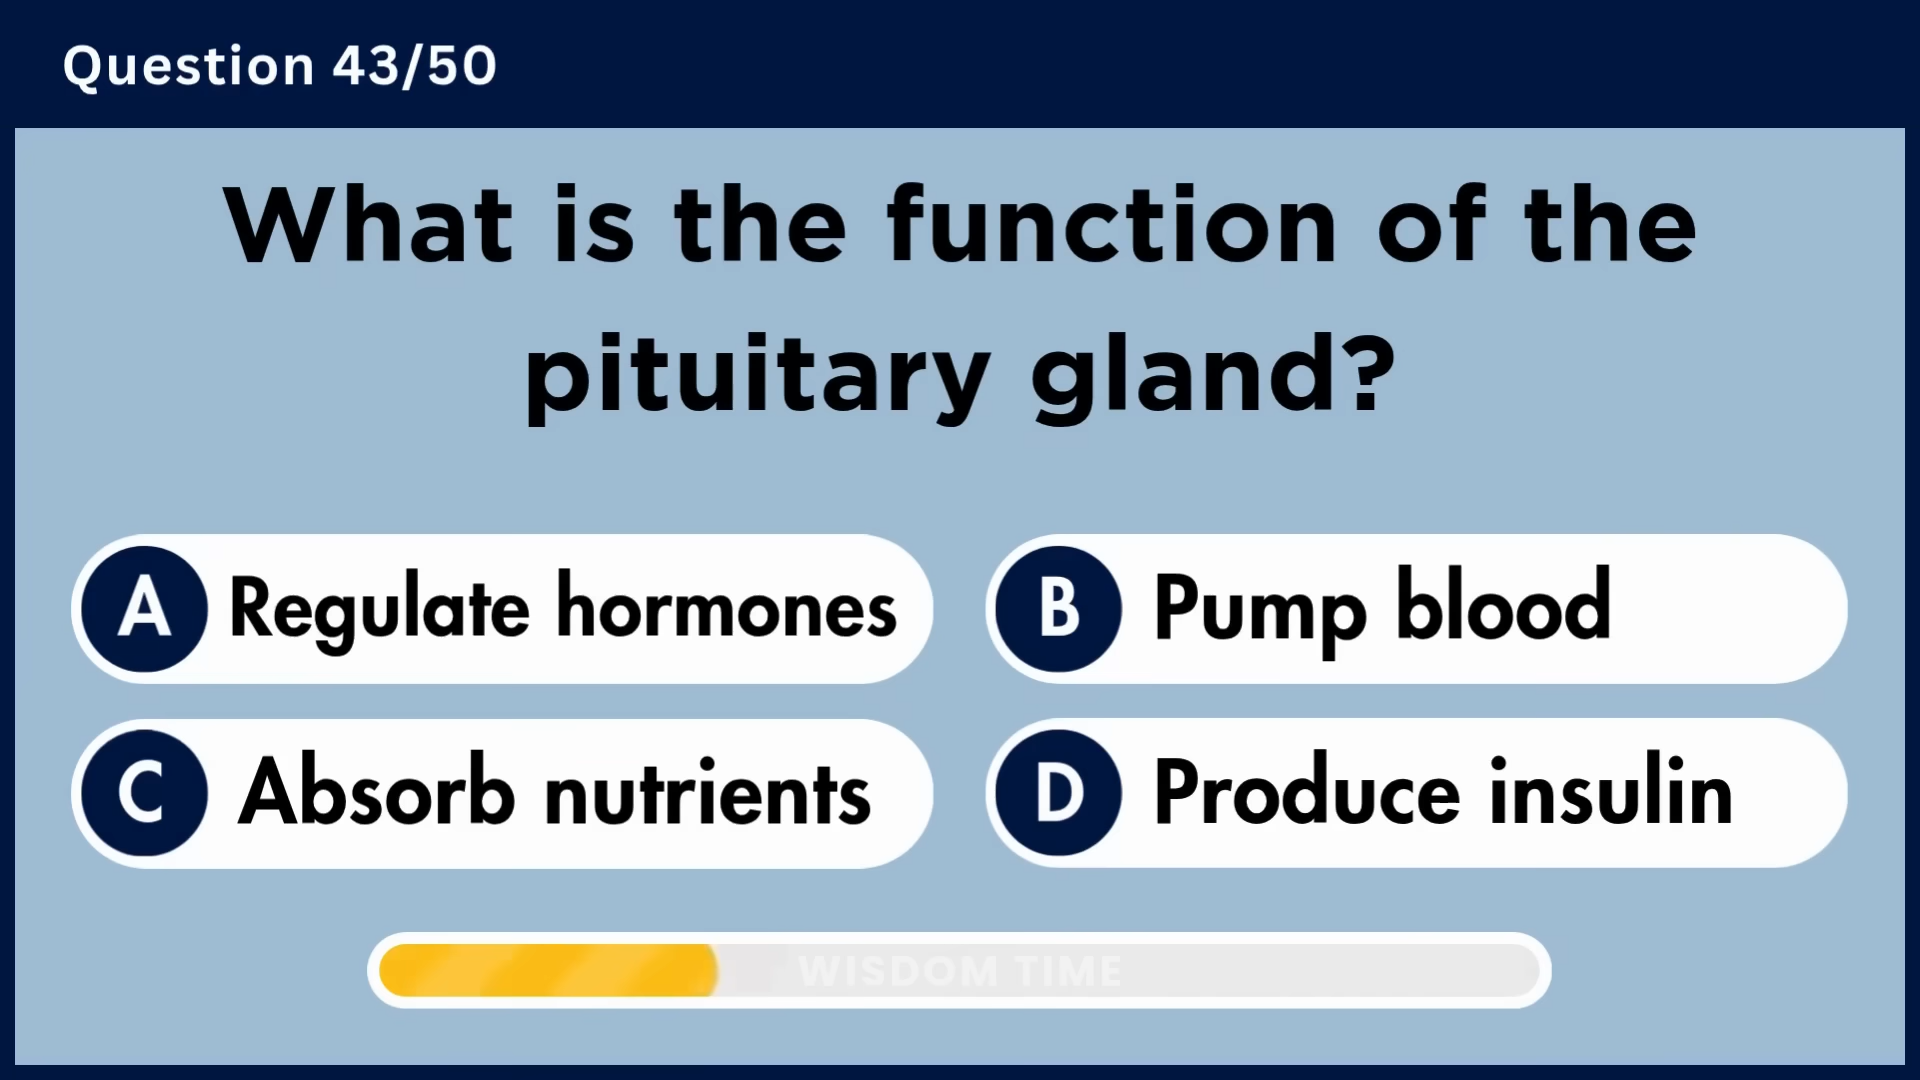 Question 43/50
What is the function of the
pituitary gland?
A Regulate hormones
B Pump blood
C Absorb nutrients
D Produce insulin
WISDOM TIME